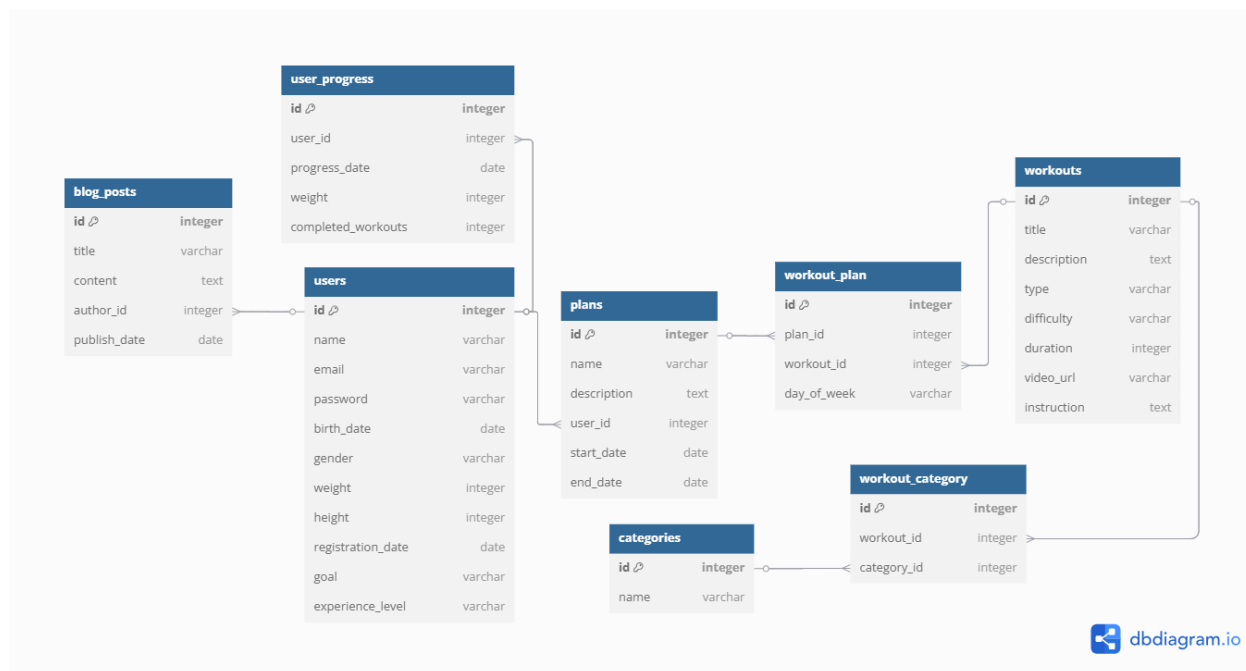 user_progress
id integer
user_id integer
progress_date date
weight integer
completed_workouts integer
blog_posts
id integer
title varchar
content text
author_id integer
publish_date date
users
id integer
name varchar
email varchar
password varchar
birth_date date
gender varchar
weight integer
height integer
registration_date date
goal varchar
experience_level varchar
plans
id integer
name varchar
description text
user_id integer
start_date date
end_date date
workout_plan
id integer
plan_id integer
workout_id integer
day_of_week varchar
workouts
id integer
title varchar
description text
type varchar
difficulty varchar
duration integer
video_url varchar
instruction text
workout_category
id integer
workout_id integer
category_id integer
categories
id integer
name varchar
dbdiagram.io